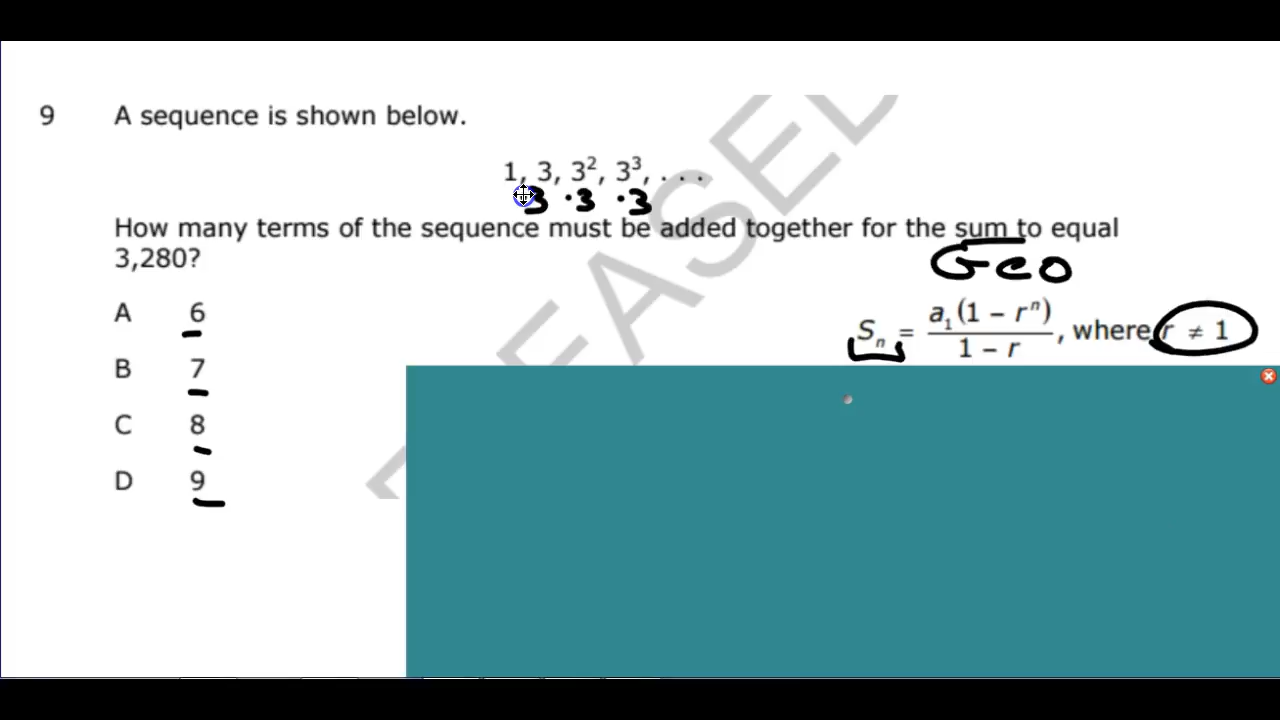 9 A sequence is shown below.
1, 3, 3², 3³, . . .
3 ·3 ·3
How many terms of the sequence must be added together for the sum to equal
3,280?
Geo
A 6
Sₙ = a₁(1 − rⁿ) / 1 − r, where r ≠ 1
B 7
C 8
D 9